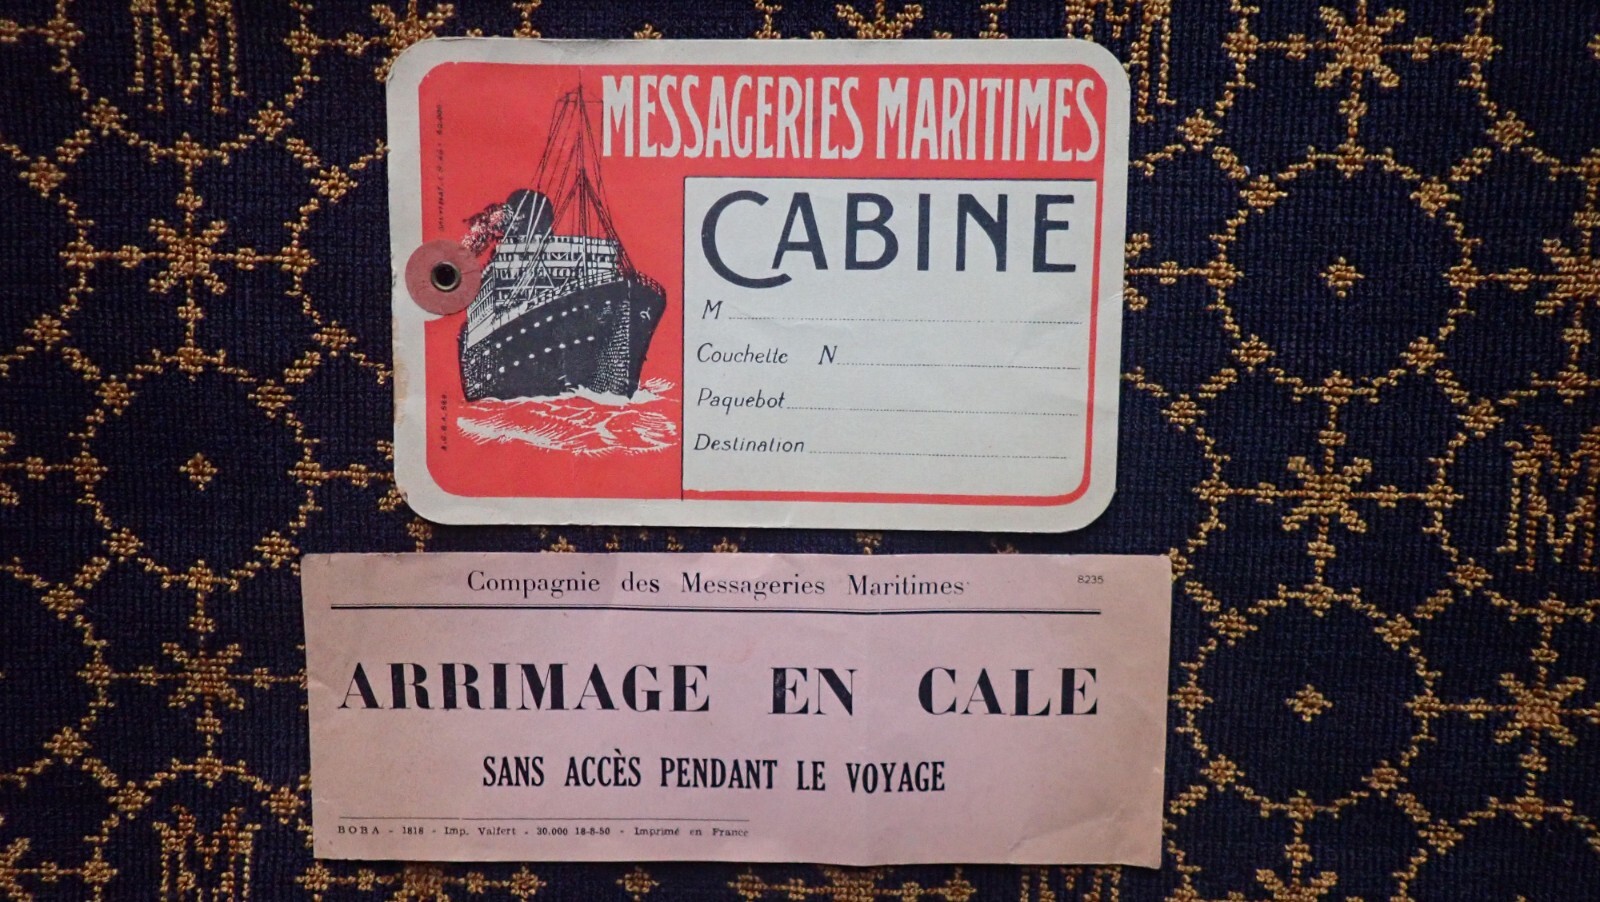 MESSAGERIES MARITIMES
CABINE
M
Couchette N
Paquebot
Destination
Compagnie des Messageries Maritimes
8235
ARRIMAGE EN CALE
SANS ACCÈS PENDANT LE VOYAGE
BOBA - 1818 - Imp. Valfert - 30.000 18-8-50 - Imprimé en France